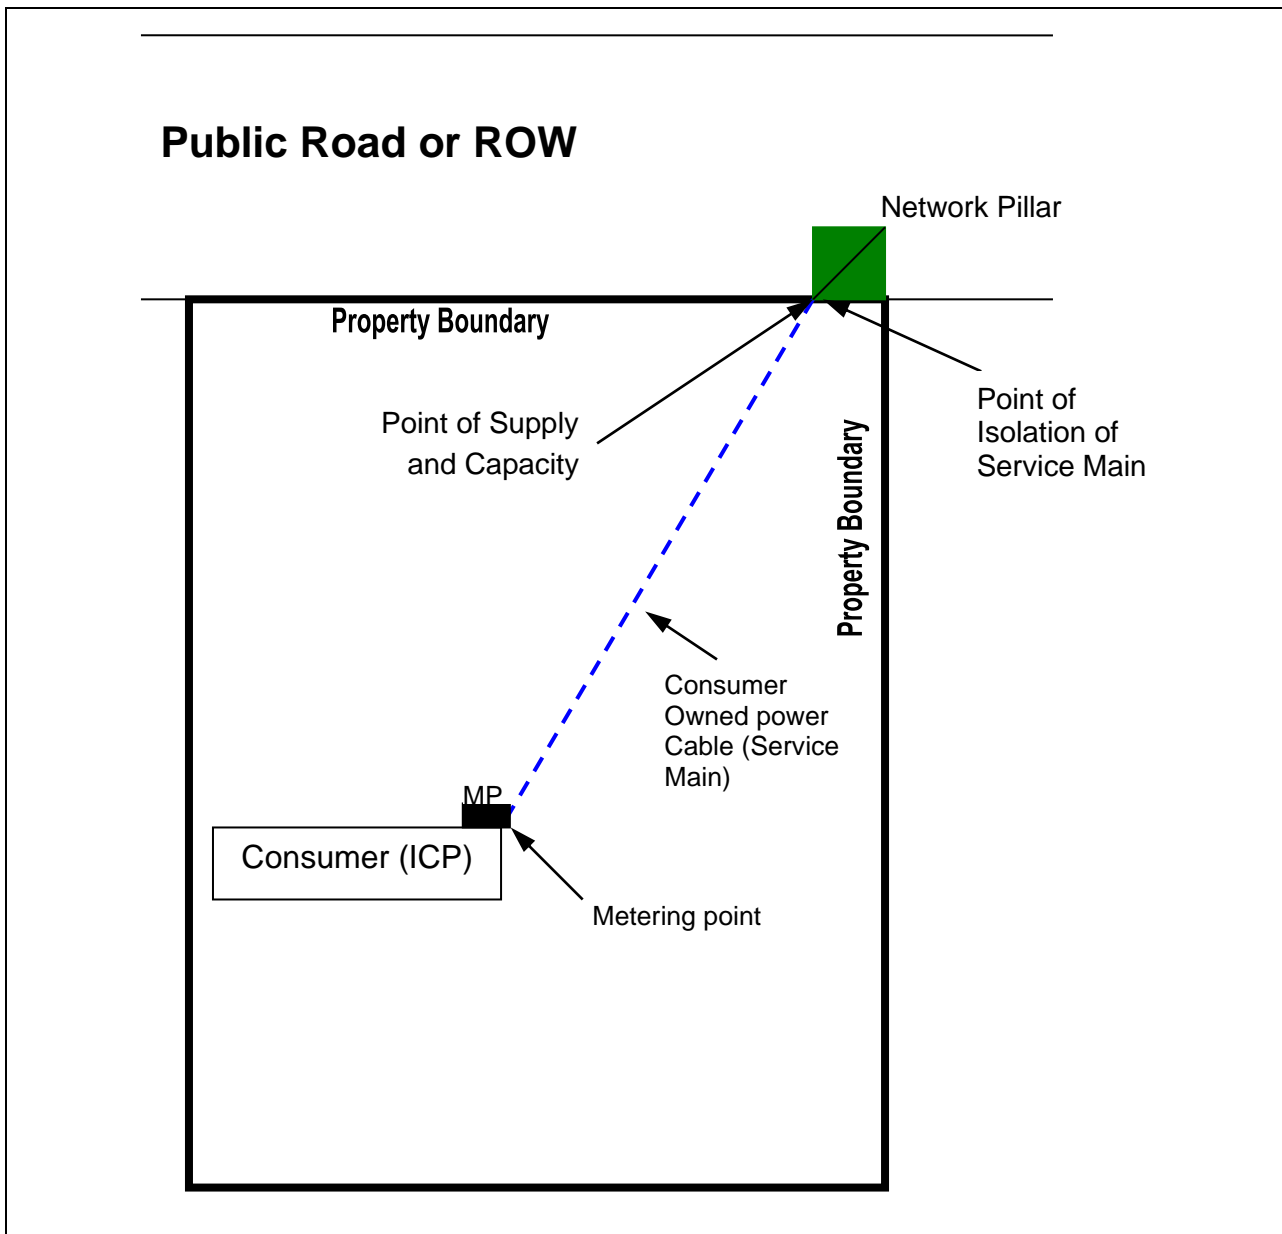 Public Road or ROW
Network Pillar
Property Boundary
Point of Supply
and Capacity
Point of
Isolation of
Service Main
Property Boundary
Consumer
Owned power
Cable (Service
Main)
MP
Consumer (ICP)
Metering point